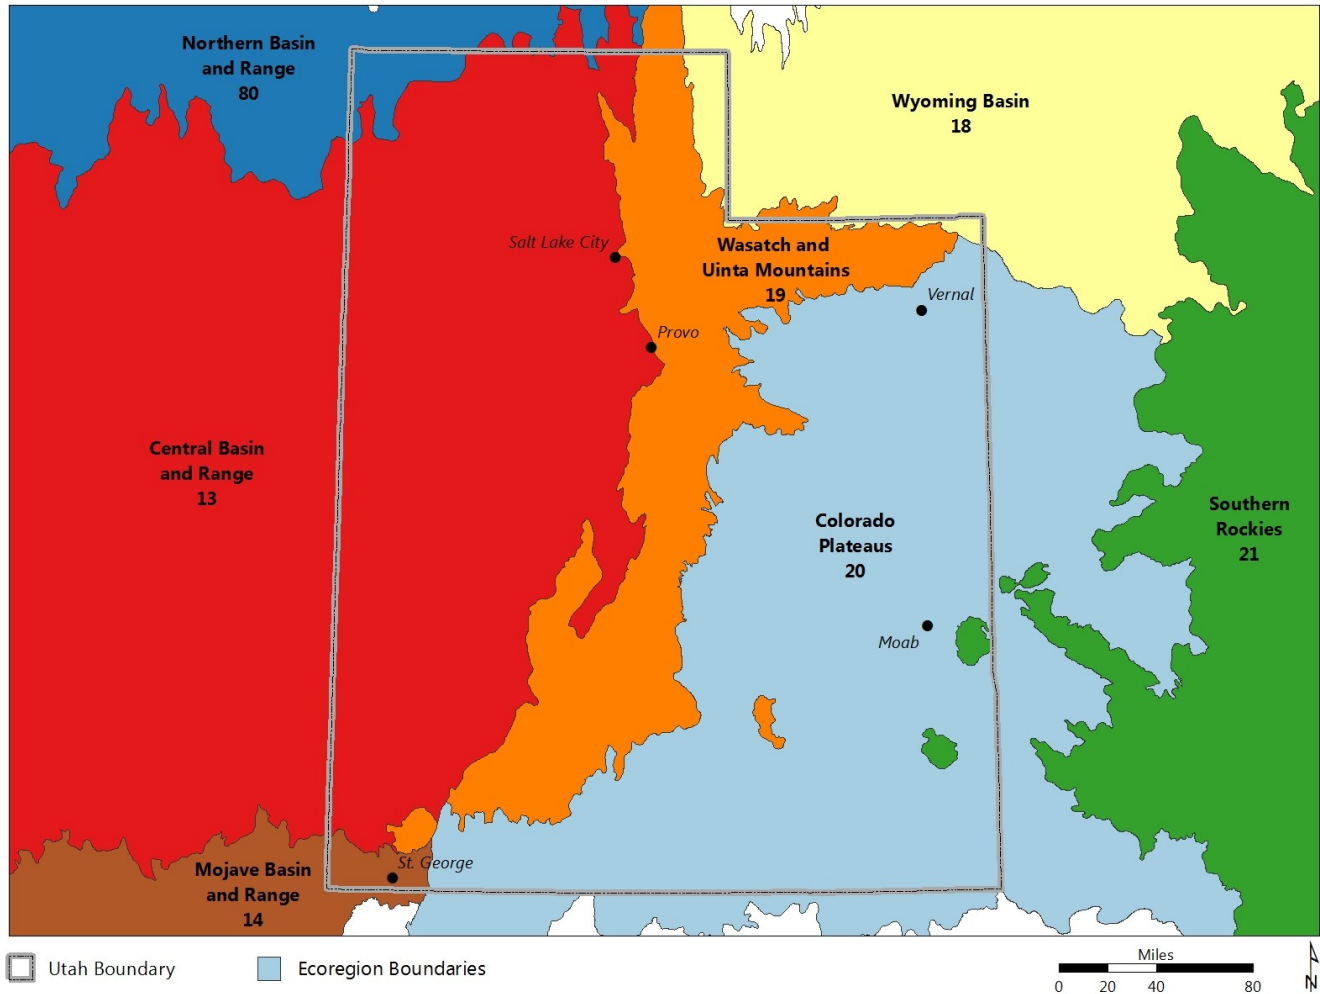 Northern Basin
and Range
80
Wyoming Basin
18
Salt Lake City
Wasatch and
Uinta Mountains
19
Vernal
Provo
Central Basin
and Range
13
Colorado
Plateaus
20
Southern
Rockies
21
Moab
St. George
Mojave Basin
and Range
14
Utah Boundary
Ecoregion Boundaries
Miles
0 20 40 80
N